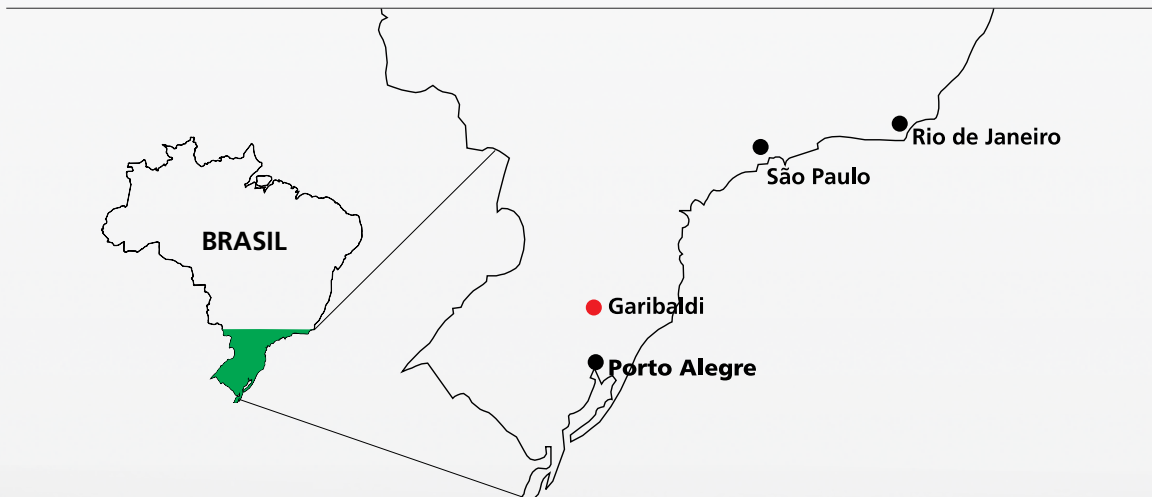 Rio de Janeiro
São Paulo
BRASIL
Garibaldi
Porto Alegre